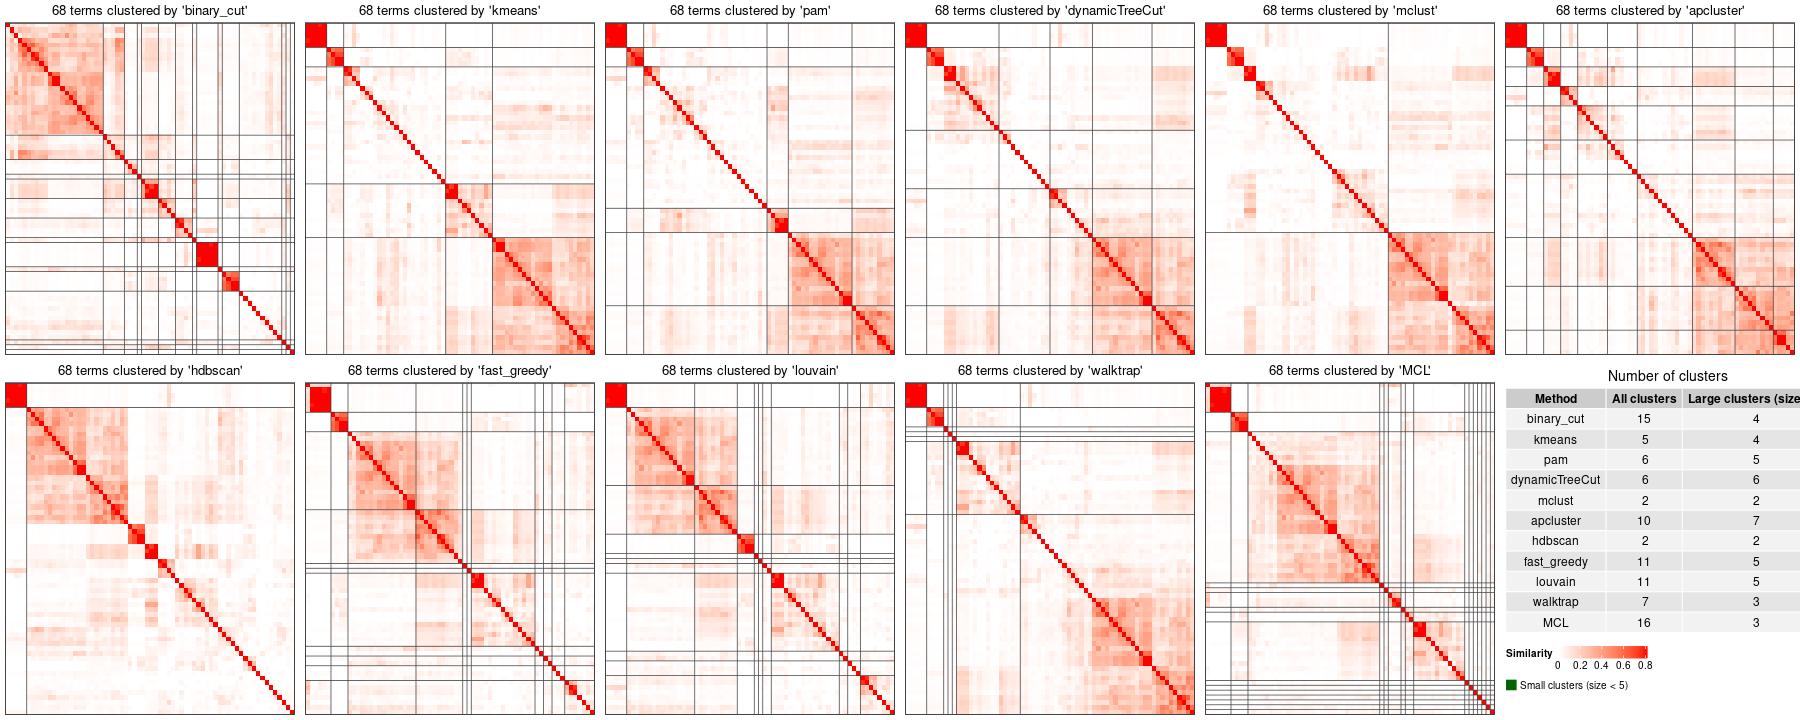 68 terms clustered by 'binary_cut'
68 terms clustered by 'kmeans'
68 terms clustered by 'pam'
68 terms clustered by 'dynamicTreeCut'
68 terms clustered by 'mclust'
68 terms clustered by 'apcluster'
68 terms clustered by 'hdbscan'
68 terms clustered by 'fast_greedy'
68 terms clustered by 'louvain'
68 terms clustered by 'walktrap'
68 terms clustered by 'MCL'
Number of clusters
Method All clusters Large clusters (size
binary_cut 15 4
kmeans 5 4
pam 6 5
dynamicTreeCut 6 6
mclust 2 2
apcluster 10 7
hdbscan 2 2
fast_greedy 11 5
louvain 11 5
walktrap 7 3
MCL 16 3
Similarity
0 0.2 0.4 0.6 0.8
Small clusters (size < 5)